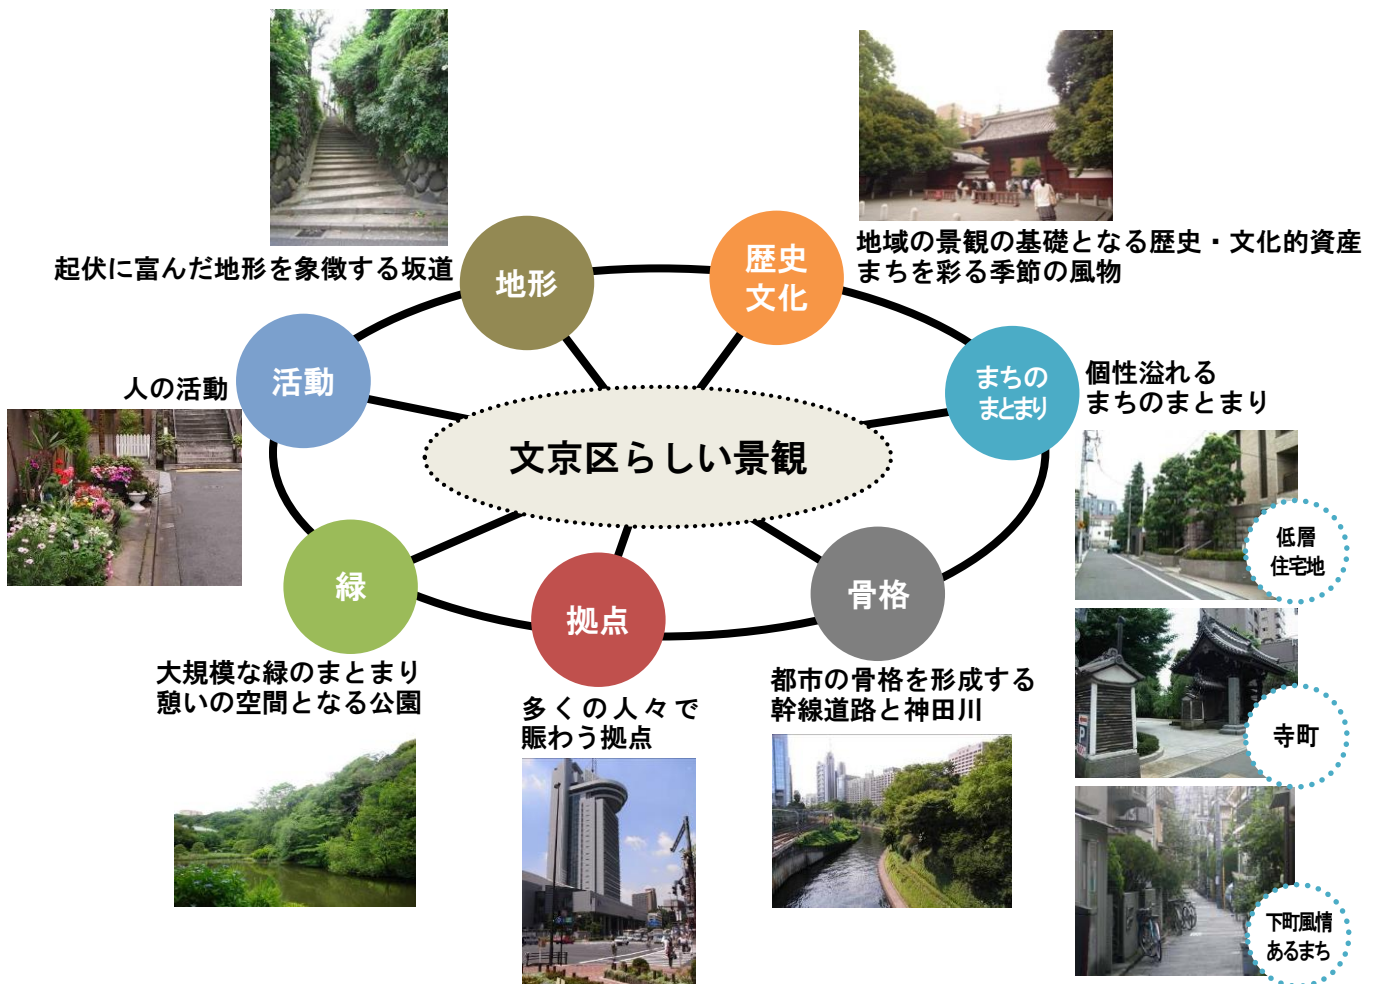 起伏に富んだ地形を象徴する坂道
地形
歴史
文化
地域の景観の基礎となる歴史・文化的資産
まちを彩る季節の風物
活動
人の活動
まちの
まとまり
個性溢れる
まちのまとまり
文京区らしい景観
低層
住宅地
寺町
下町風情
あるまち
緑
大規模な緑のまとまり
憩いの空間となる公園
拠点
多くの人々で
賑わう拠点
骨格
都市の骨格を形成する
幹線道路と神田川
P